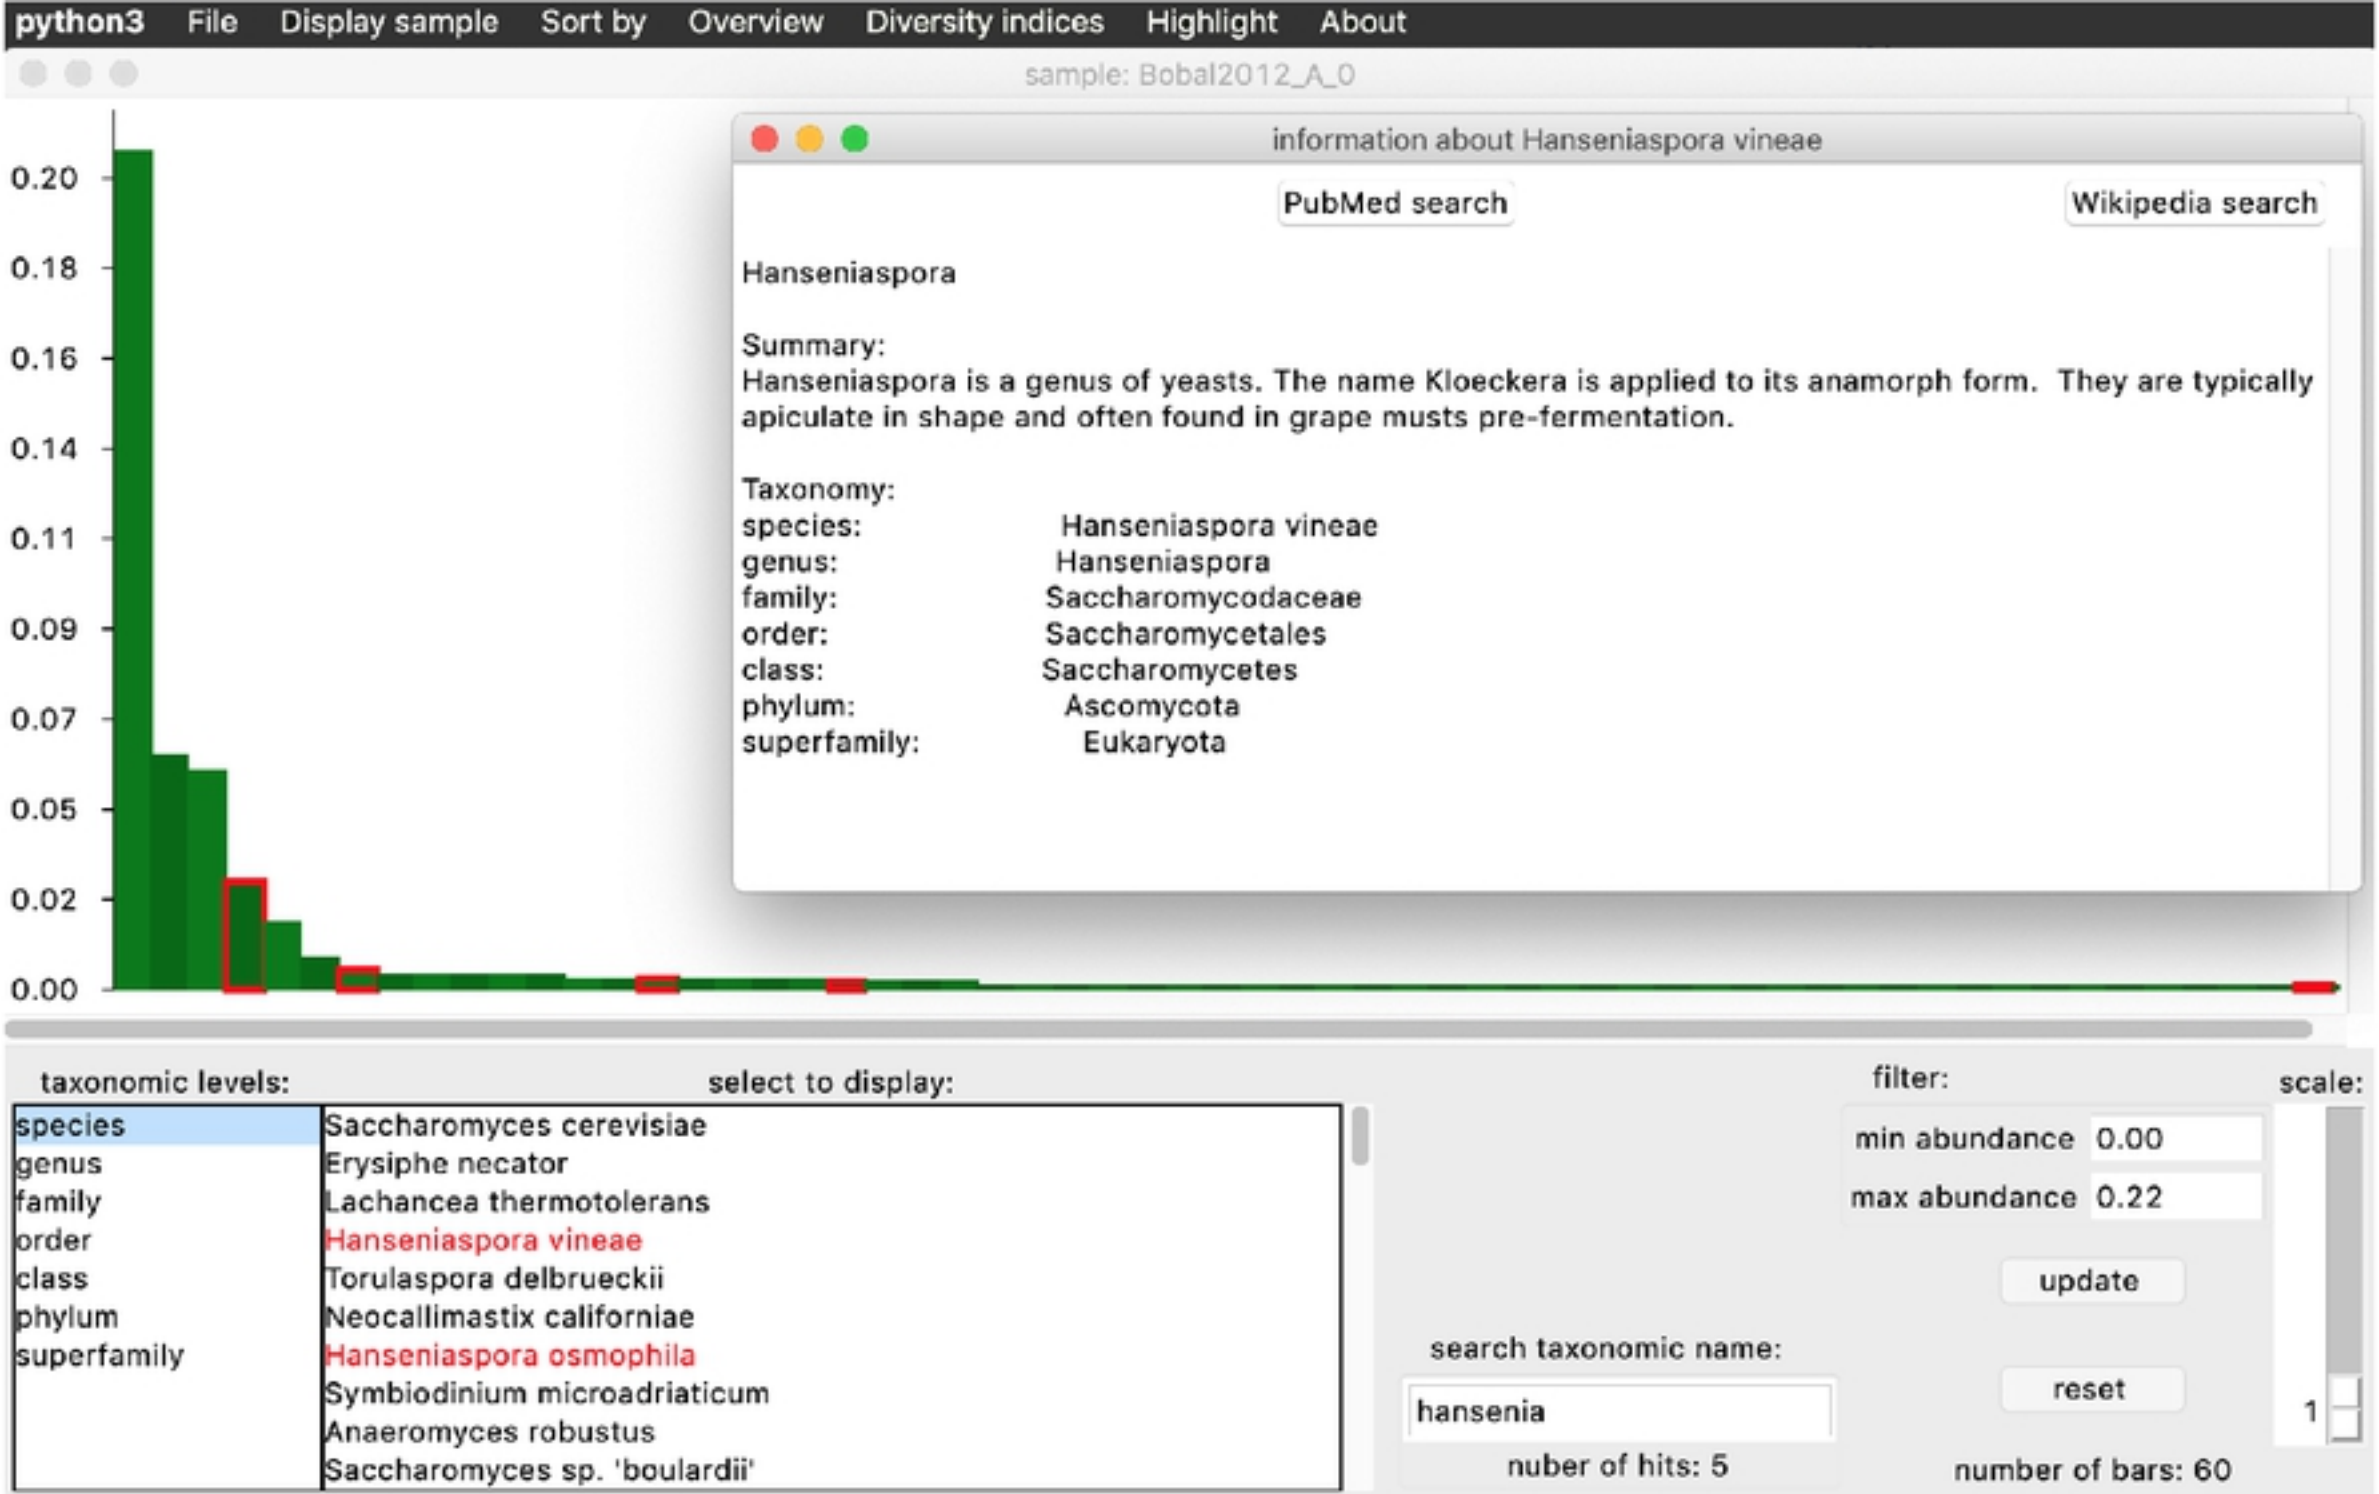 python3 File Display sample Sort by Overview Diversity indices Highlight About
sample: Bobal2012_A_0
information about Hanseniaspora vineae
PubMed search Wikipedia search
Hanseniaspora
Summary:
Hanseniaspora is a genus of yeasts. The name Kloeckera is applied to its anamorph form. They are typically
apiculate in shape and often found in grape musts pre-fermentation.
Taxonomy:
species: Hanseniaspora vineae
genus: Hanseniaspora
family: Saccharomycodaceae
order: Saccharomycetales
class: Saccharomycetes
phylum: Ascomycota
superfamily: Eukaryota
0.20
0.18
0.16
0.14
0.11
0.09
0.07
0.05
0.02
0.00
taxonomic levels:
species
genus
family
order
class
phylum
superfamily
select to display:
Saccharomyces cerevisiae
Erysiphe necator
Lachancea thermotolerans
Hanseniaspora vineae
Torulaspora delbrueckii
Neocallimastix californiae
Hanseniaspora osmophila
Symbiodinium microadriaticum
Anaeromyces robustus
Saccharomyces sp. 'boulardii'
search taxonomic name:
hansenia
nuber of hits: 5
filter:
min abundance 0.00
max abundance 0.22
update
reset
number of bars: 60
scale:
1